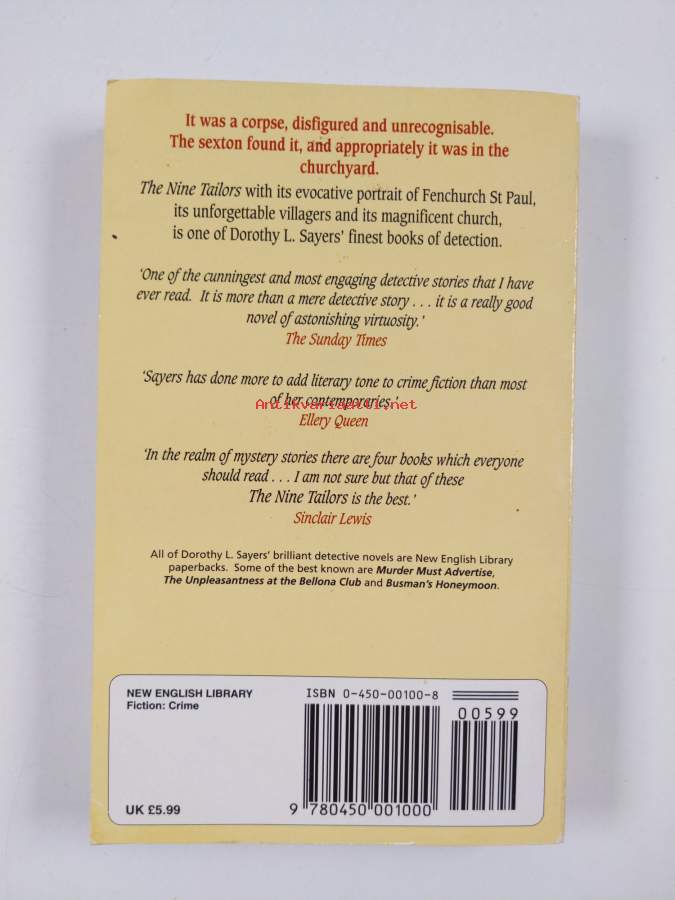 It was a corpse, disfigured and unrecognisable.
The sexton found it, and appropriately it was in the
churchyard.
The Nine Tailors with its evocative portrait of Fenchurch St Paul,
its unforgettable villagers and its magnificent church,
is one of Dorothy L. Sayers' finest books of detection.
'One of the cunningest and most engaging detective stories that I have
ever read. It is more than a mere detective story . . . it is a really good
novel of astonishing virtuosity.'
The Sunday Times
'Sayers has done more to add literary tone to crime fiction than most
of her contemporaries.'
Antikvariaatti.net
Ellery Queen
'In the realm of mystery stories there are four books which everyone
should read . . . I am not sure but that of these
The Nine Tailors is the best.'
Sinclair Lewis
All of Dorothy L. Sayers' brilliant detective novels are New English Library
paperbacks. Some of the best known are Murder Must Advertise,
The Unpleasantness at the Bellona Club and Busman's Honeymoon.
NEW ENGLISH LIBRARY
Fiction: Crime
UK £5.99
ISBN 0-450-00100-8
00599
9 780450 001000